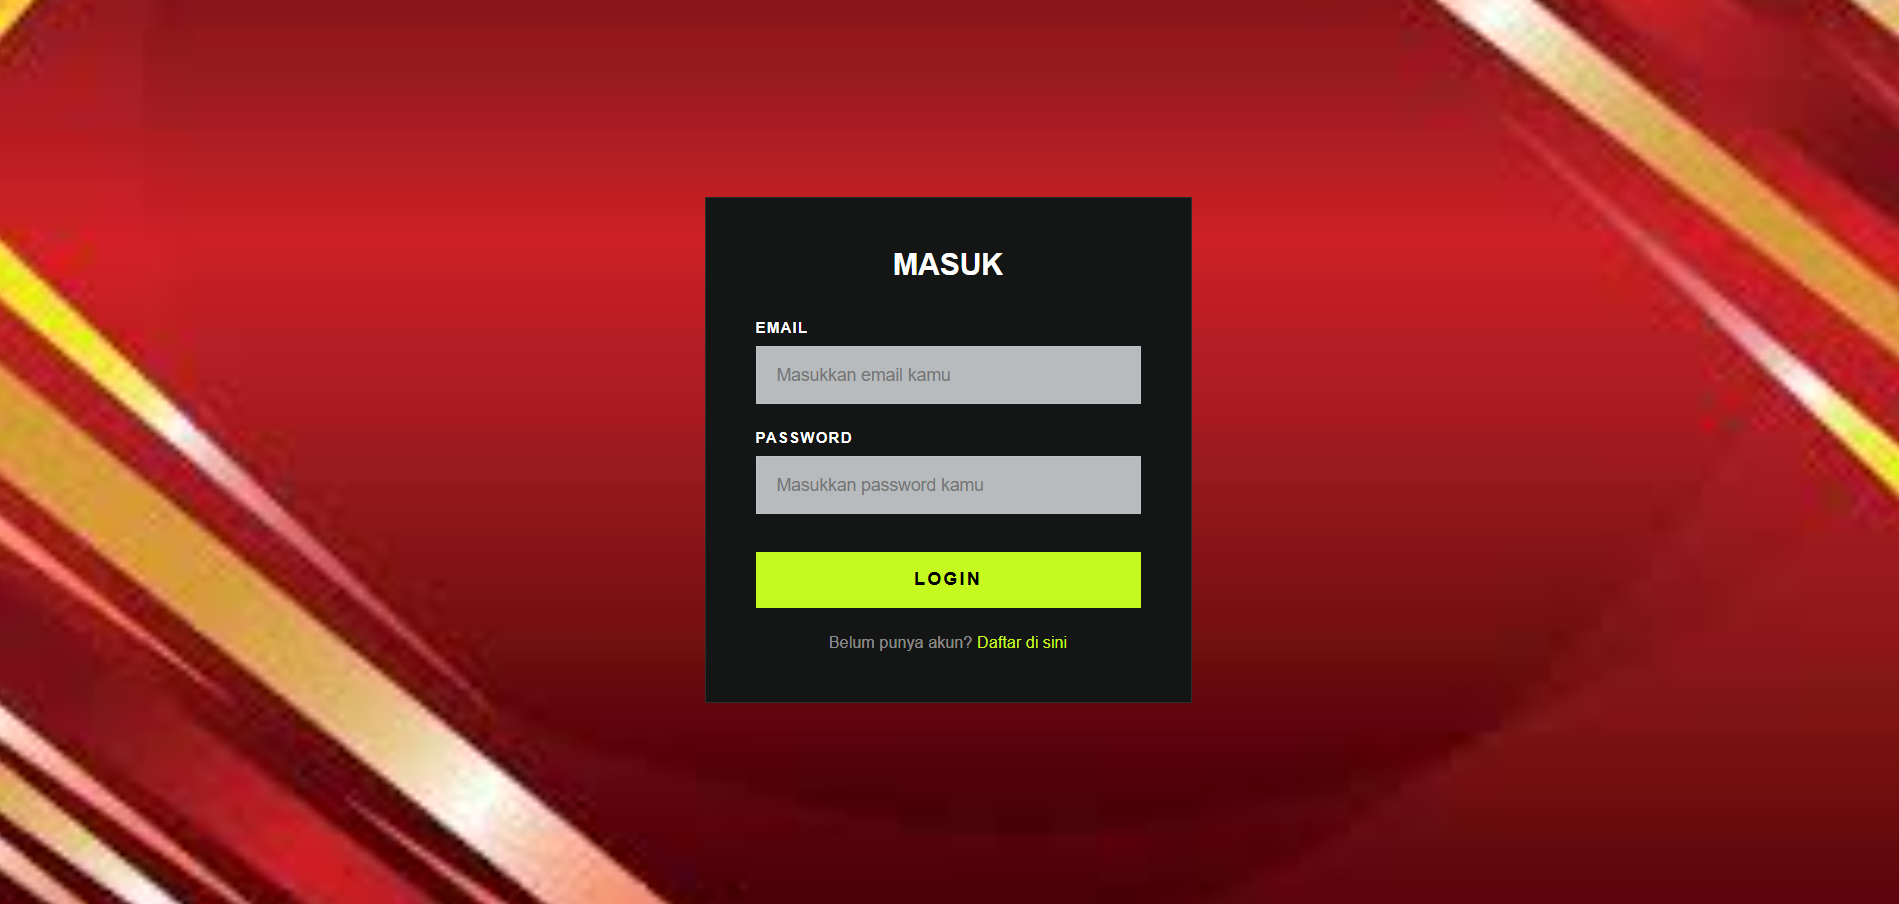 MASUK
EMAIL
Masukkan email kamu
PASSWORD
Masukkan password kamu
LOGIN
Belum punya akun? Daftar di sini